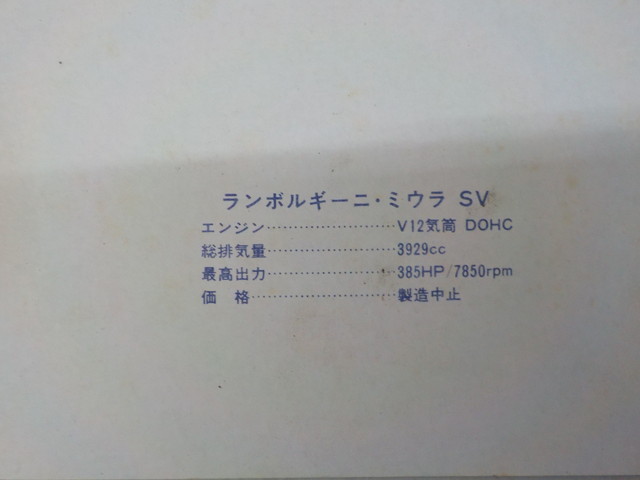 ランボルギーニ・ミウラ SV
エンジン……………………V12気筒 DOHC
総排気量……………………3929cc
最高出力……………………385HP/7850rpm
価　格………………………製造中止